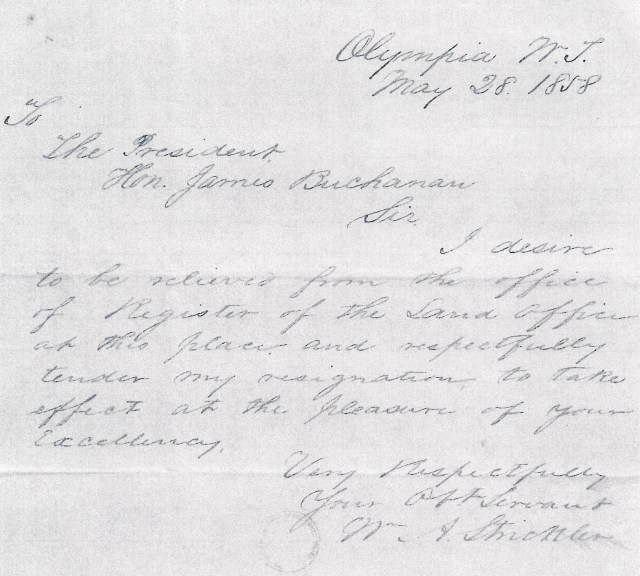 Olympia W.T.
May 28. 1858
To
The President.
Hon. James Buchanan
Sir.
I desire
to be relieved from the office
of Register of the Land Office
at this place. and respectfully
tender my resignation, to take
effect at the pleasure of your
Excellency.
Very Respectfully
Your Obt Servant
Wm A. Strickler